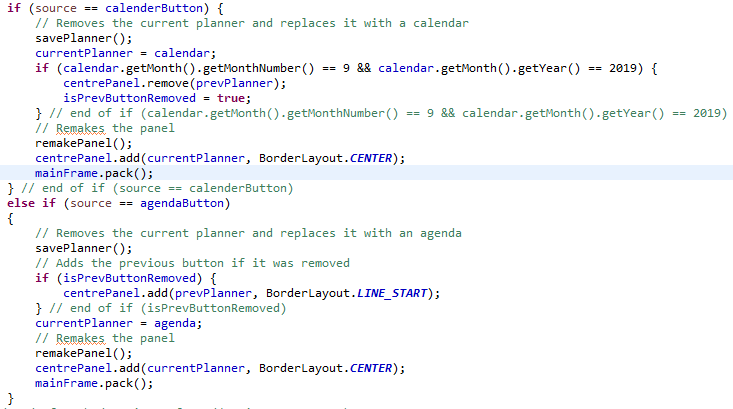 if (source == calenderButton) {
// Removes the current planner and replaces it with a calendar
savePlanner();
currentPlanner = calendar;
if (calendar.getMonth().getMonthNumber() == 9 && calendar.getMonth().getYear() == 2019) {
centrePanel.remove(prevPlanner);
isPrevButtonRemoved = true;
} // end of if (calendar.getMonth().getMonthNumber() == 9 && calendar.getMonth().getYear() == 2019)
// Remakes the panel
remakePanel();
centrePanel.add(currentPlanner, BorderLayout.CENTER);
mainFrame.pack();
} // end of if (source == calenderButton)
else if (source == agendaButton)
{
// Removes the current planner and replaces it with an agenda
savePlanner();
// Adds the previous button if it was removed
if (isPrevButtonRemoved) {
centrePanel.add(prevPlanner, BorderLayout.LINE_START);
} // end of if (isPrevButtonRemoved)
currentPlanner = agenda;
// Remakes the panel
remakePanel();
centrePanel.add(currentPlanner, BorderLayout.CENTER);
mainFrame.pack();
}